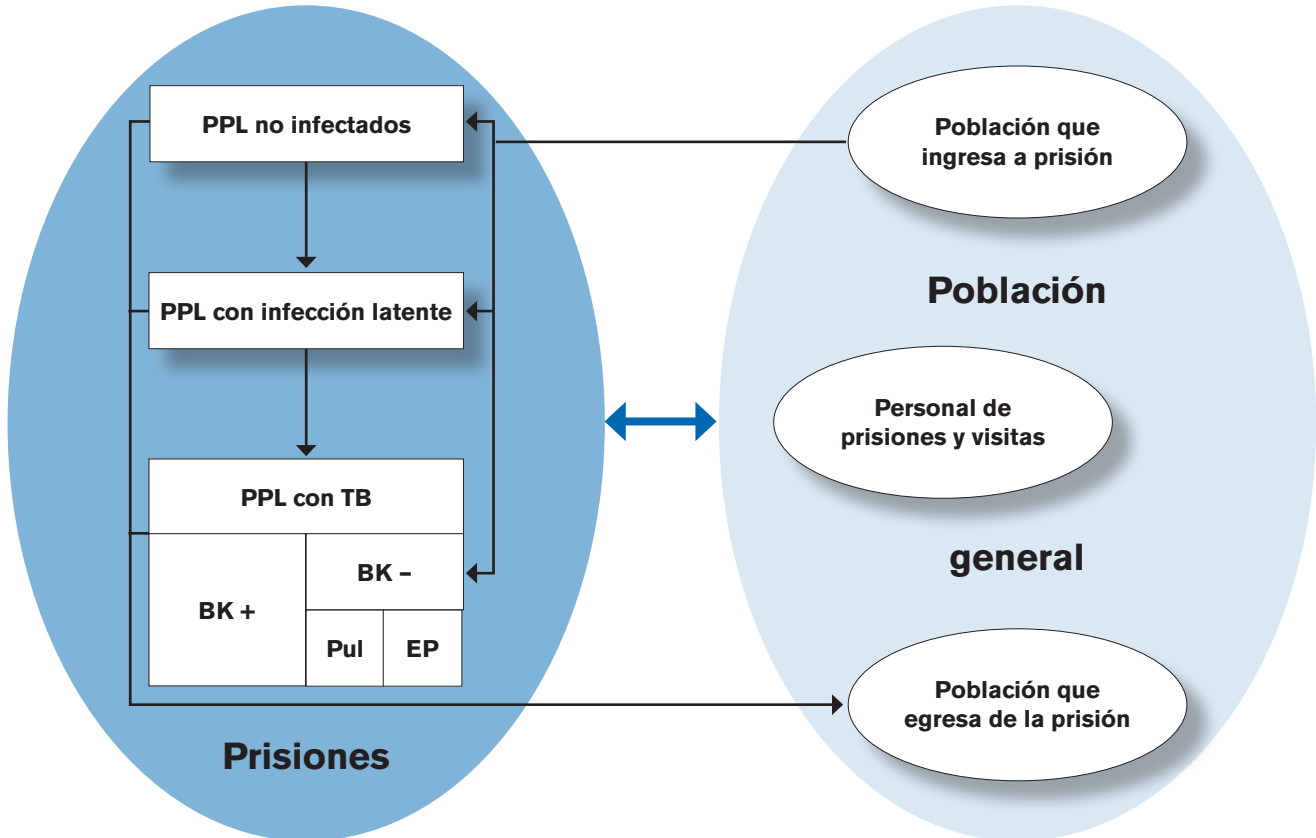 PPL no infectados
PPL con infección latente
PPL con TB
BK +
BK –
Pul
EP
Prisiones
Población que
ingresa a prisión
Población
Personal de
prisiones y visitas
general
Población que
egresa de la prisión